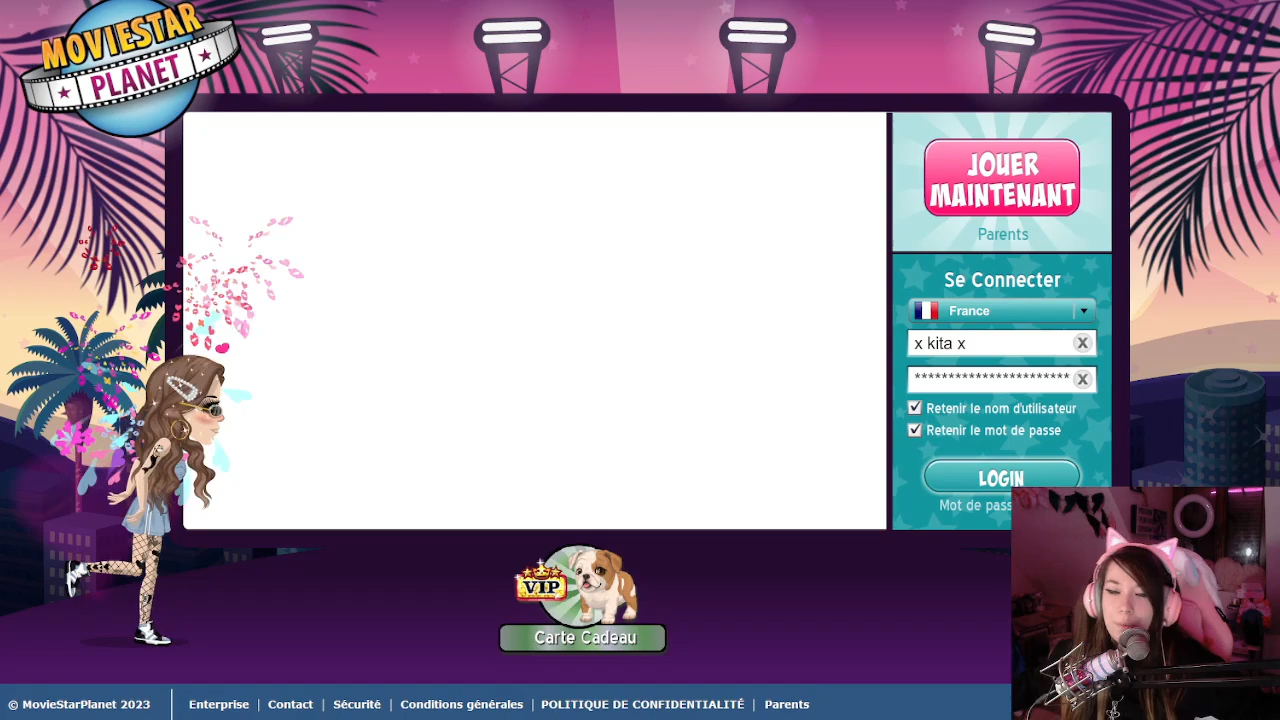 MOVIESTAR
PLANET
JOUER
MAINTENANT
Parents
Se Connecter
France
x kita x
***********************
Retenir le nom d'utilisateur
Retenir le mot de passe
LOGIN
Mot de pass
VIP
Carte Cadeau
© MovieStarPlanet 2023 | Enterprise | Contact | Sécurité | Conditions générales | POLITIQUE DE CONFIDENTIALITÉ | Parents